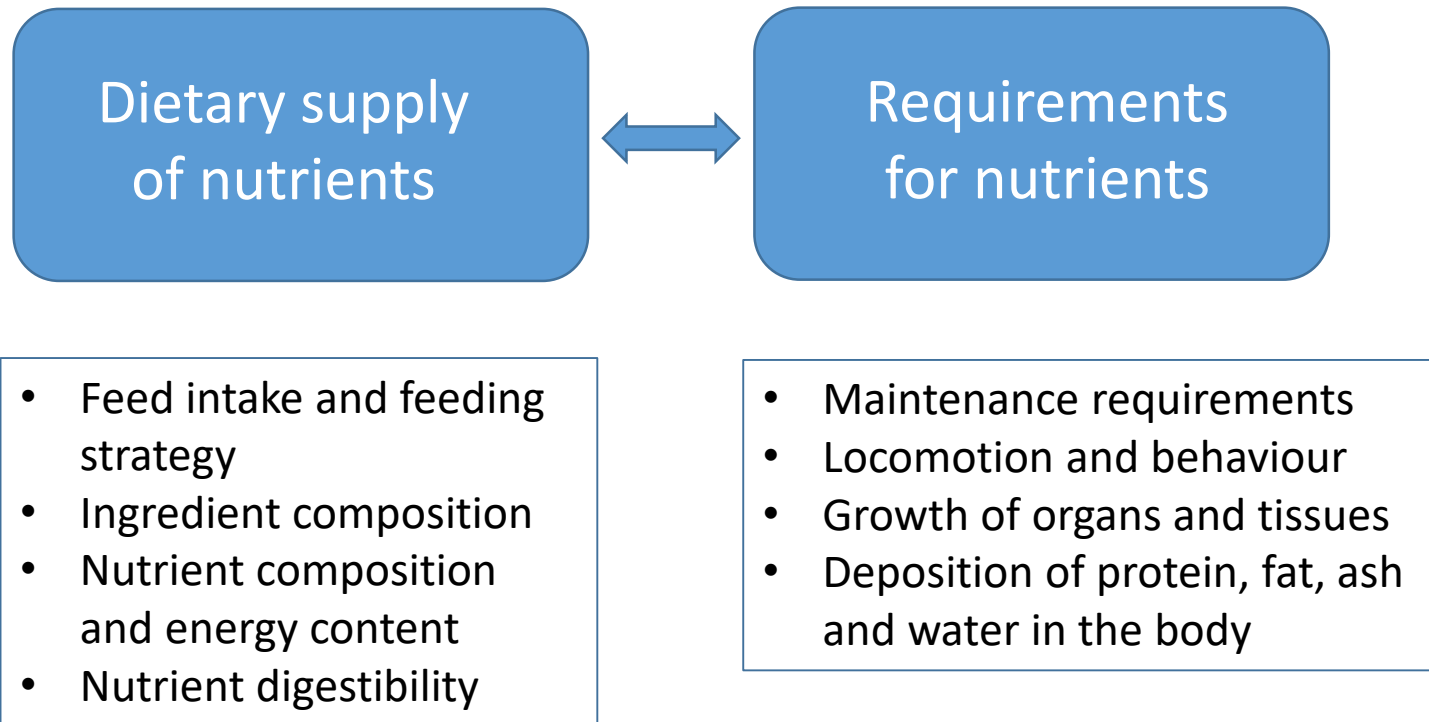 Dietary supply
of nutrients
Requirements
for nutrients
• Feed intake and feeding
strategy
• Ingredient composition
• Nutrient composition
and energy content
• Nutrient digestibility
• Maintenance requirements
• Locomotion and behaviour
• Growth of organs and tissues
• Deposition of protein, fat, ash
and water in the body